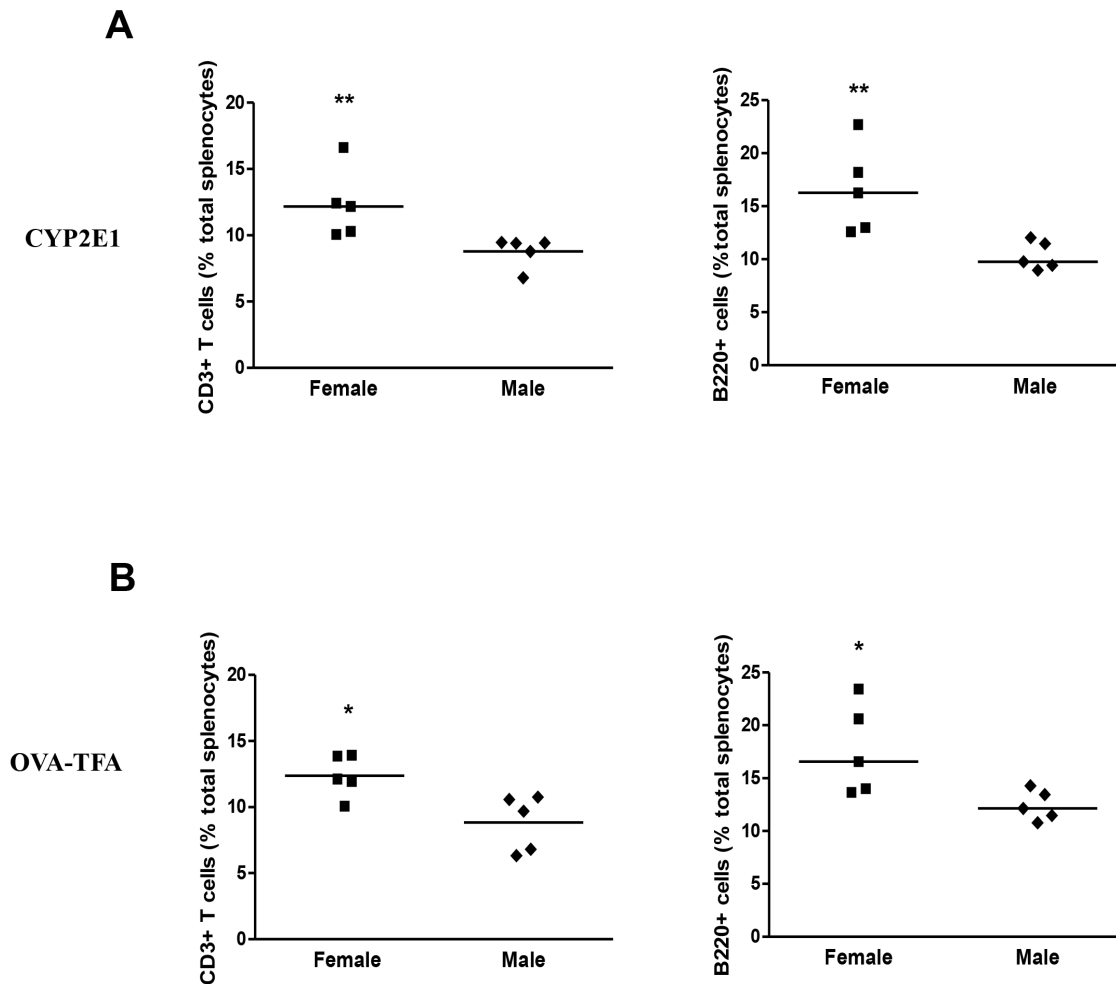 A
CYP2E1
CD3+ T cells (% total splenocytes)
20
15
10
5
0
**
Female
Male
B220+ cells (%total splenocytes)
25
20
15
10
5
0
**
Female
Male
B
OVA-TFA
CD3+ T cells (% total splenocytes)
20
15
10
5
0
*
Female
Male
B220+ cells (% total splenocytes)
25
20
15
10
5
0
*
Female
Male